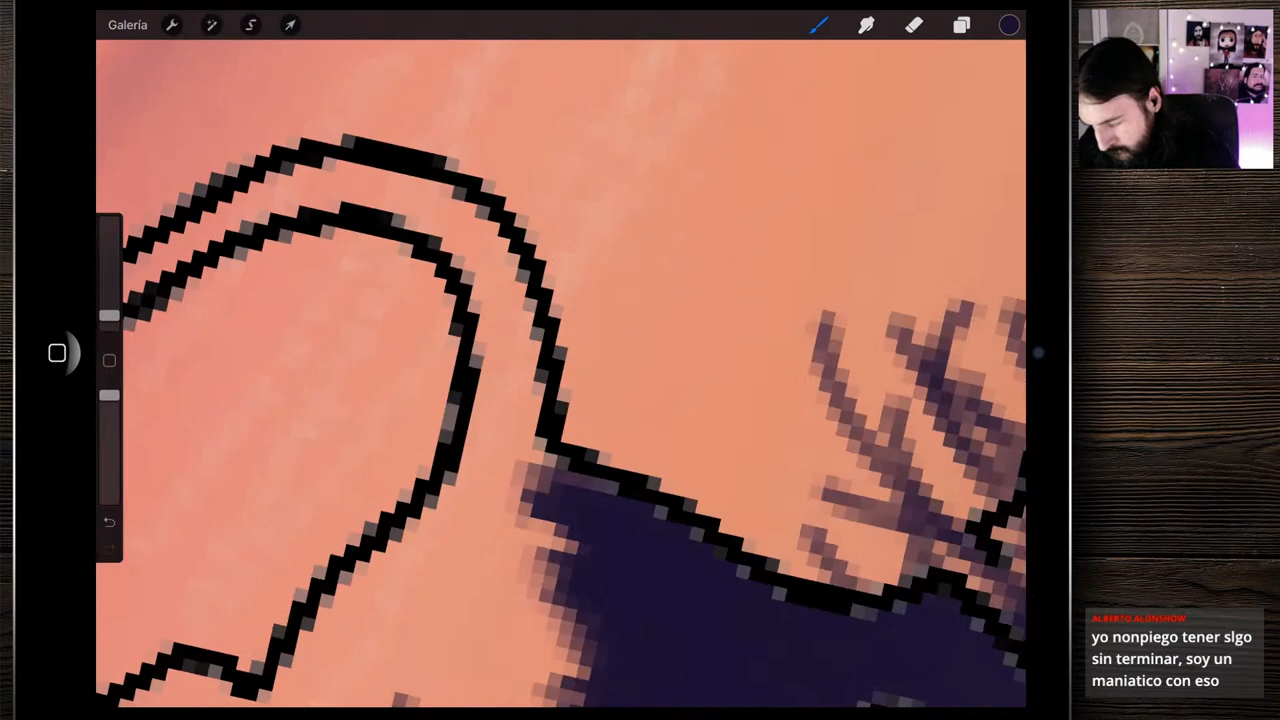 Galería
ALBERTO ALONSHOW
yo nonpiego tener slgo
sin terminar, soy un
maniatico con eso